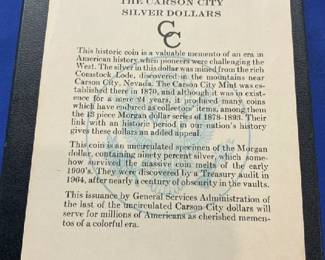 THE CARSON CITY
SILVER DOLLARS
CC
This historic coin is a valuable memento of an era in
American history when pioneers were challenging the
West. The silver in this dollar was mined from the rich
Comstock Lode, discovered in the mountains near
Carson City, Nevada. The Carson City Mint was es-
tablished there in 1870, and although it was in exist-
ence for a mere 24 years, it produced many coins
which have endured as collectors' items, among them
the 13 piece Morgan dollar series of 1878-1893. Their
link with an historic period in our nation's history
gives these dollars an added appeal.
This coin is an uncirculated specimen of the Morgan
dollar, containing ninety percent silver, which some-
how survived the massive coin melts of the early
1900's. They were discovered by a Treasury audit in
1964, after nearly a century of obscurity in the vaults.
This issuance by General Services Administration of
the last of the uncirculated Carson City dollars will
serve for millions of Americans as cherished memen-
tos of a colorful era.